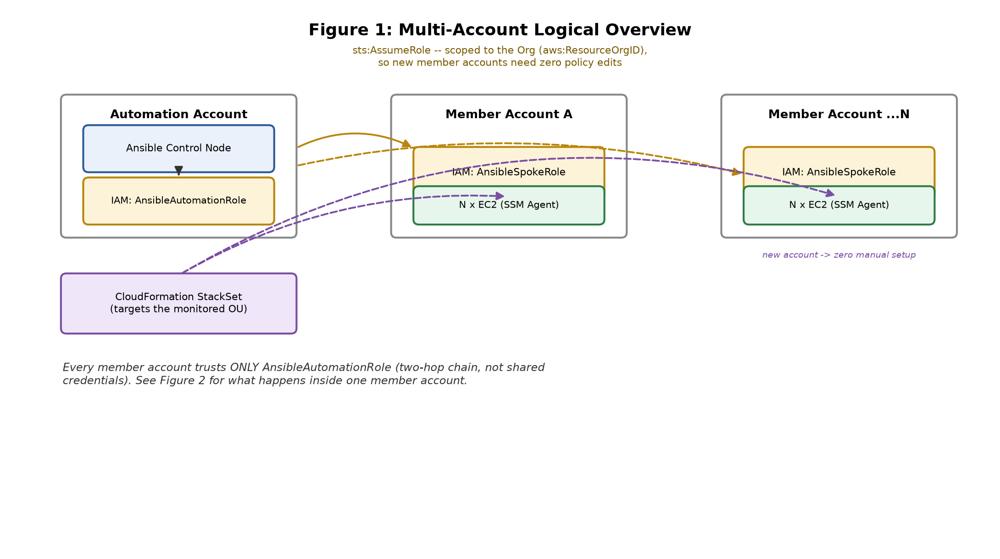 Figure 1: Multi-Account Logical Overview
sts:AssumeRole -- scoped to the Org (aws:ResourceOrgID),
so new member accounts need zero policy edits
Automation Account
Ansible Control Node
IAM: AnsibleAutomationRole
Member Account A
IAM: AnsibleSpokeRole
N x EC2 (SSM Agent)
Member Account ...N
IAM: AnsibleSpokeRole
N x EC2 (SSM Agent)
new account -> zero manual setup
CloudFormation StackSet
(targets the monitored OU)
Every member account trusts ONLY AnsibleAutomationRole (two-hop chain, not shared
credentials). See Figure 2 for what happens inside one member account.